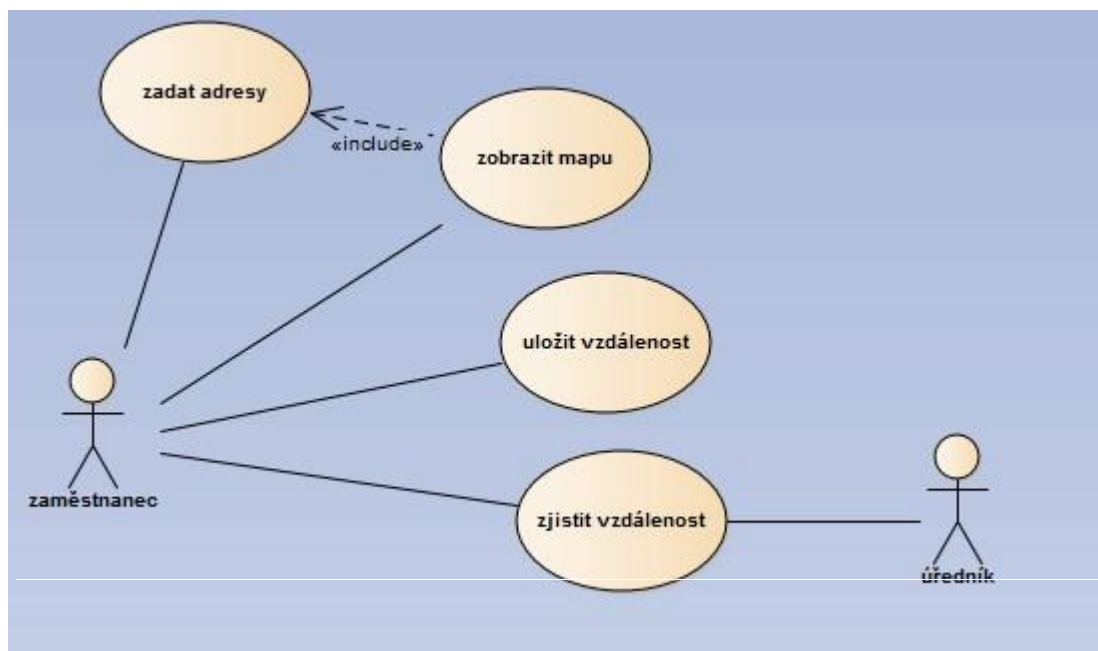 zadat adresy
«include»
zobrazit mapu
uložit vzdálenost
zaměstnanec
zjistit vzdálenost
úředník